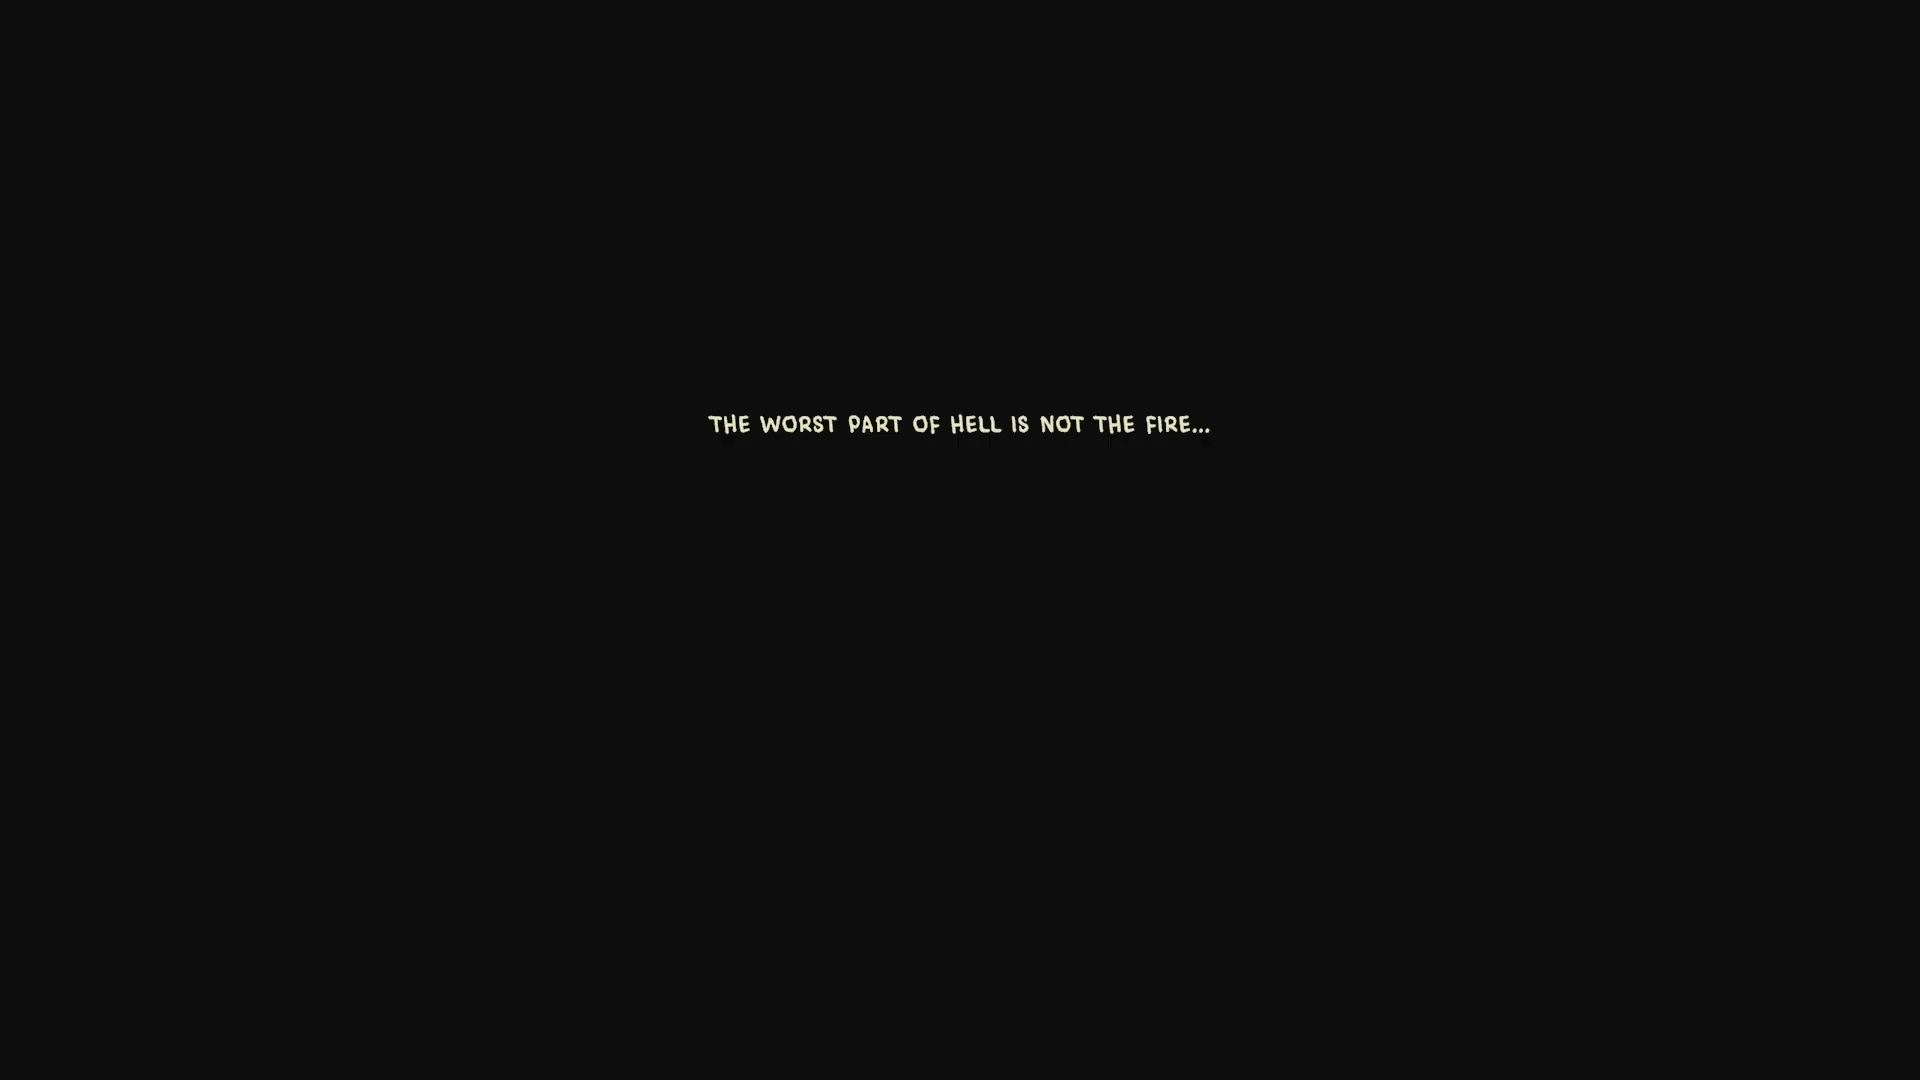 THE WORST PART OF HELL IS NOT THE FIRE...